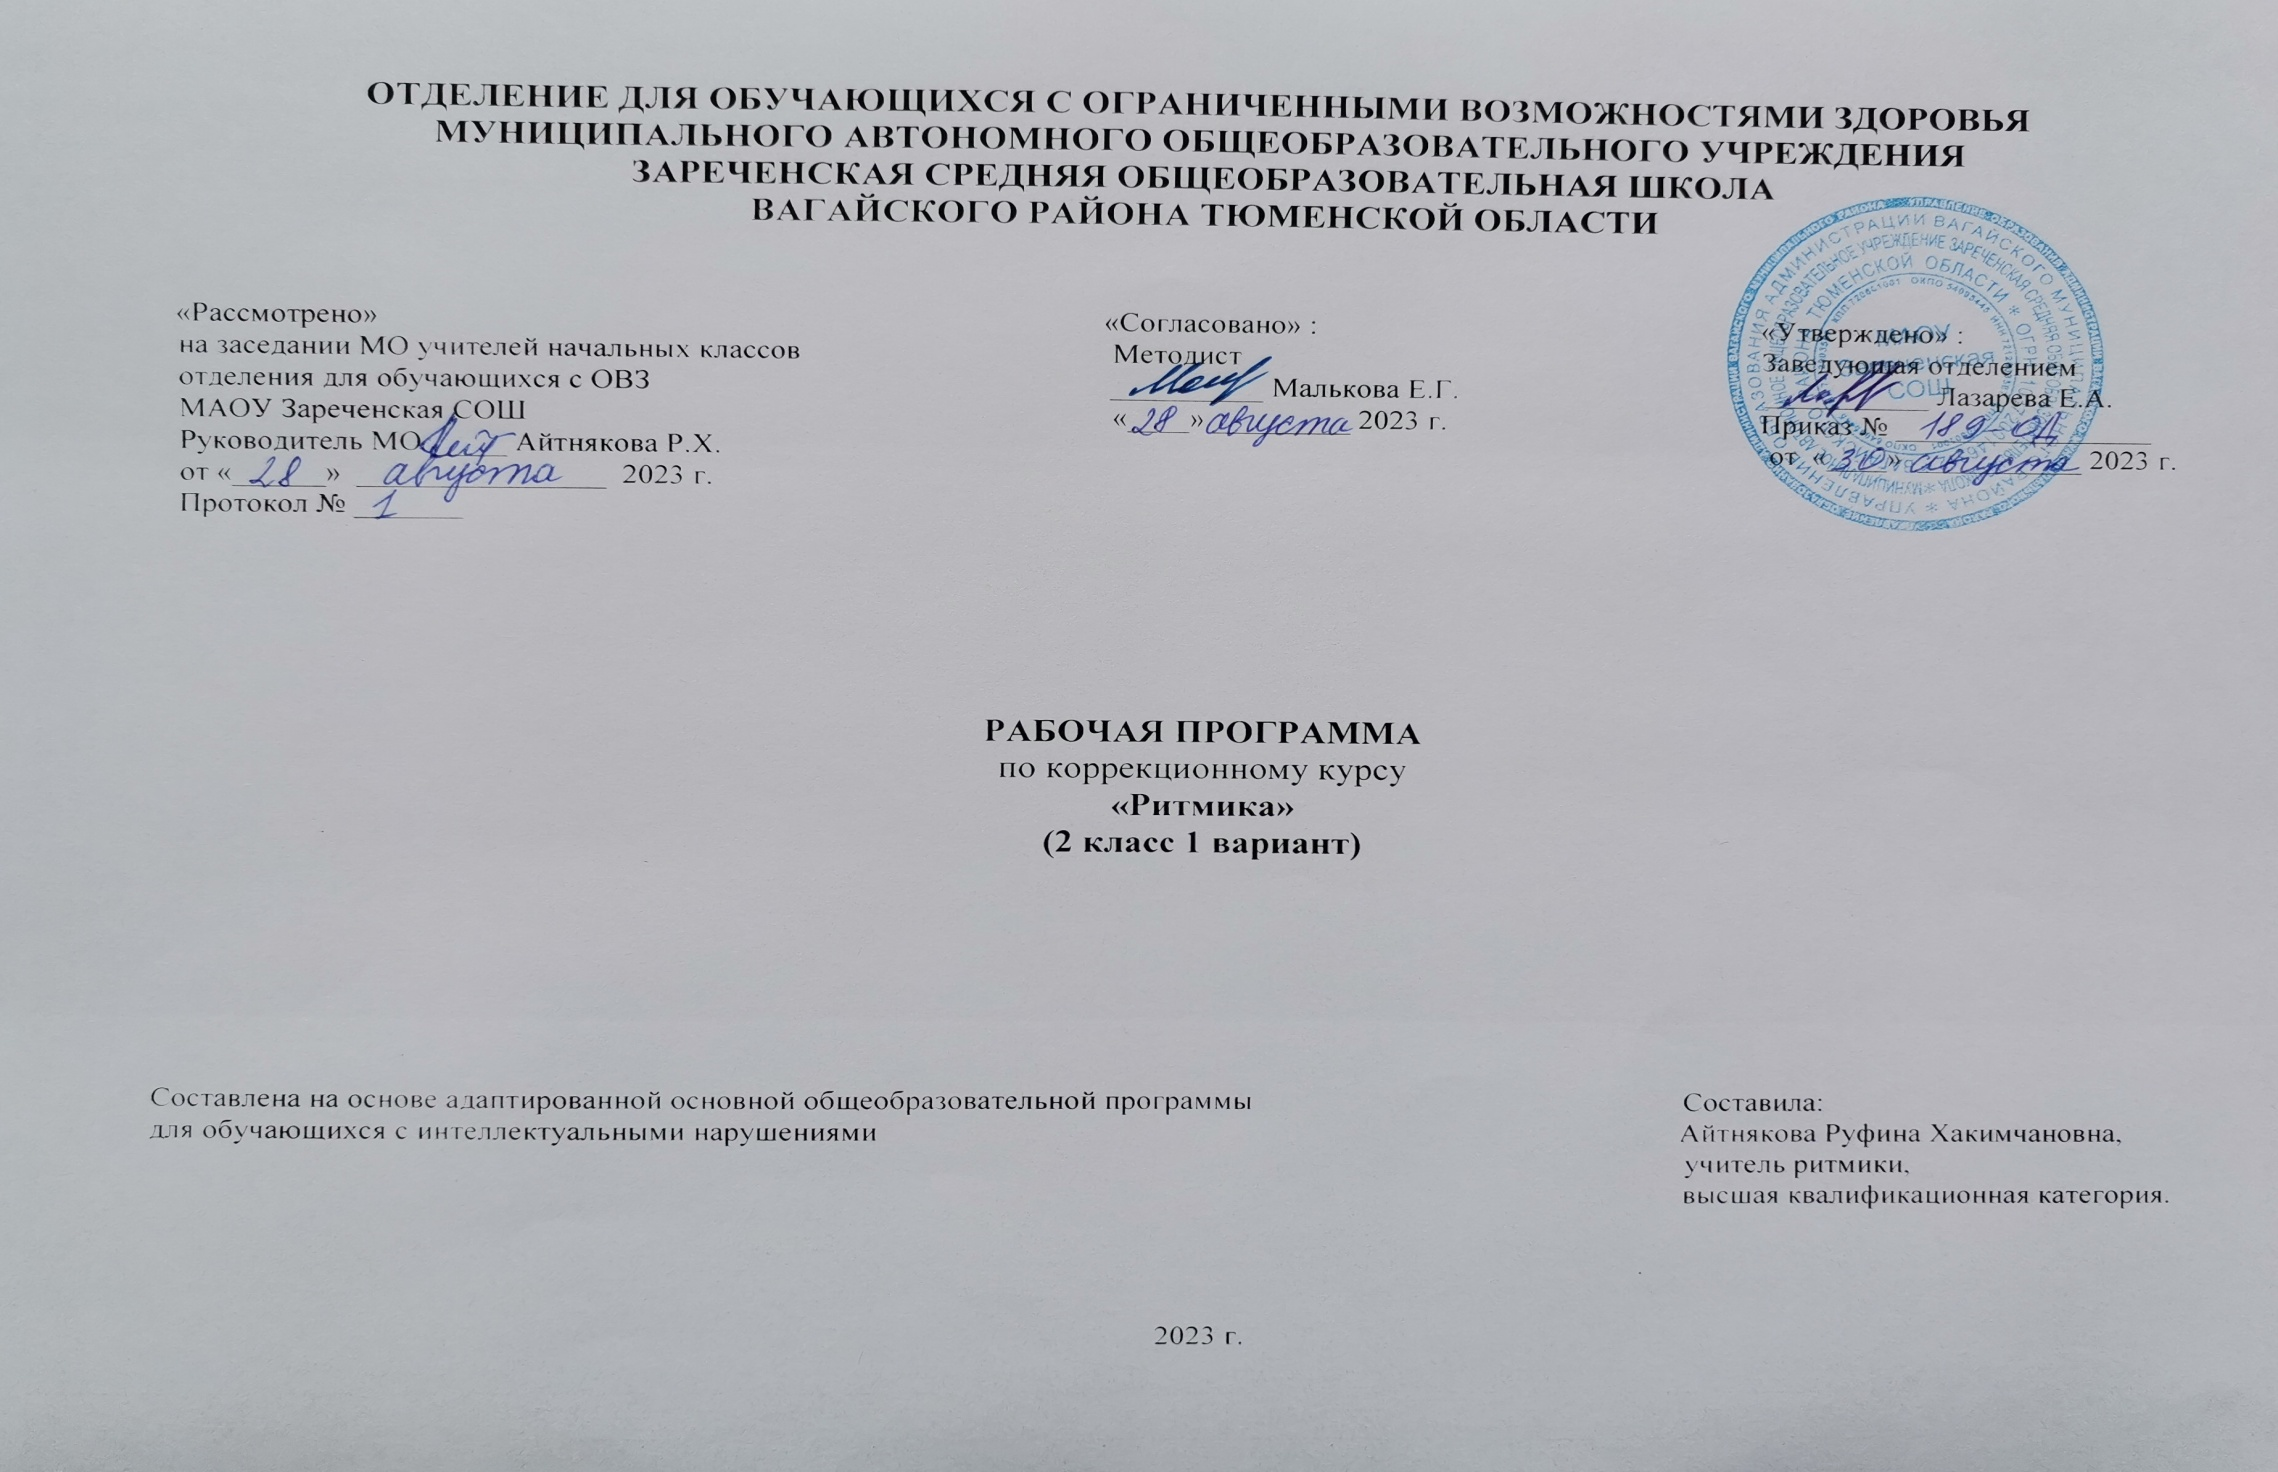 ОТДЕЛЕНИЕ ДЛЯ ОБУЧАЮЩИХСЯ С ОГРАНИЧЕННЫМИ ВОЗМОЖНОСТЯМИ ЗДОРОВЬЯ
МУНИЦИПАЛЬНОГО АВТОНОМНОГО ОБЩЕОБРАЗОВАТЕЛЬНОГО УЧРЕЖДЕНИЯ
ЗАРЕЧЕНСКАЯ СРЕДНЯЯ ОБЩЕОБРАЗОВАТЕЛЬНАЯ ШКОЛА
ВАГАЙСКОГО РАЙОНА ТЮМЕНСКОЙ ОБЛАСТИ
«Рассмотрено»
на заседании МО учителей начальных классов
отделения для обучающихся с ОВЗ
МАОУ Зареченская СОШ
Руководитель МО Айтнякова Р.Х.
от «28» августа 2023 г.
Протокол № 1
«Согласовано» :
Методист
Малькова Е.Г.
«28» августа 2023 г.
«Утверждено» :
Заведующая отделением
Лазарева Е.А.
Приказ № 189-ОД
от «30» августа 2023 г.
МАОУ
Зареченская
СОШ
РАБОЧАЯ ПРОГРАММА
по коррекционному курсу
«Ритмика»
(2 класс 1 вариант)
Составлена на основе адаптированной основной общеобразовательной программы
для обучающихся с интеллектуальными нарушениями
Составила:
Айтнякова Руфина Хакимчановна,
учитель ритмики,
высшая квалификационная категория.
2023 г.